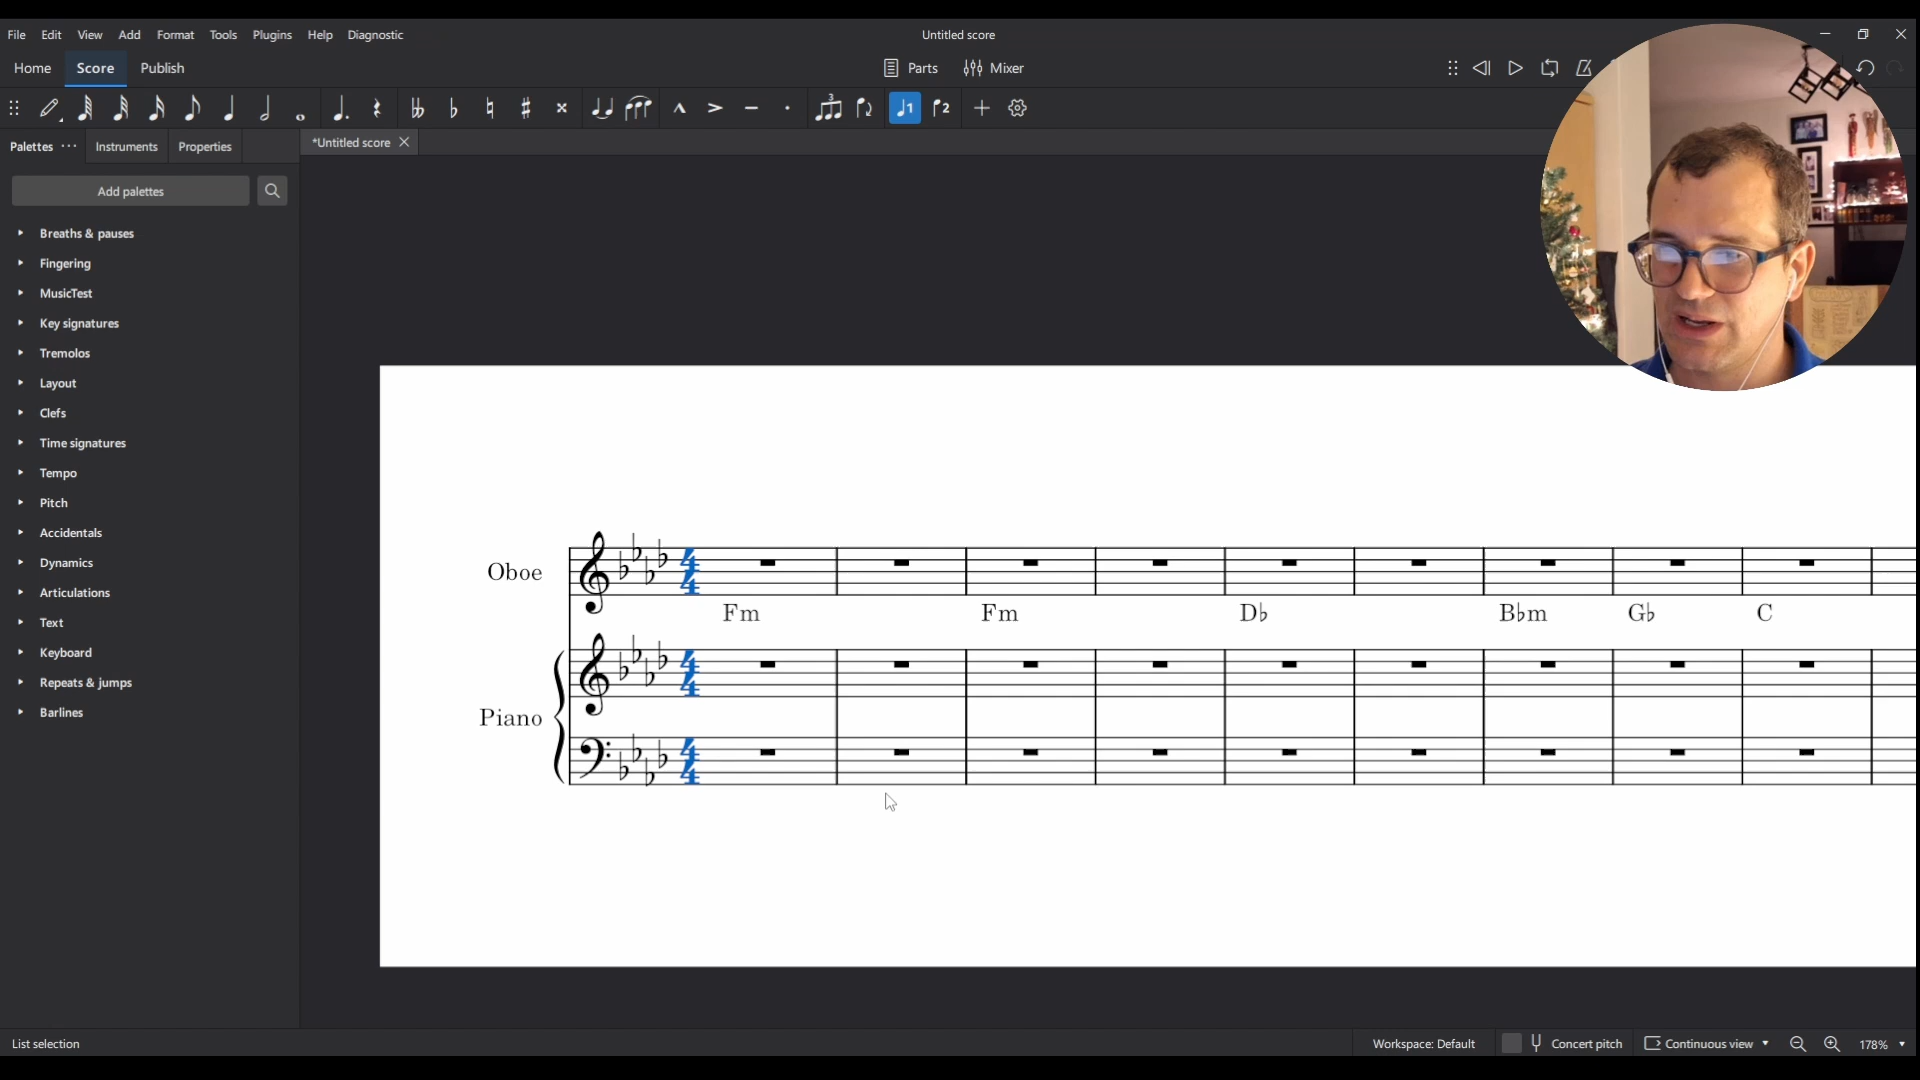 File Edit View Add Format Tools Plugins Help Diagnostic
Untitled score
Home Score Publish
Parts Mixer
Palettes Instruments Properties
*Untitled score
Add palettes
Breaths & pauses
Fingering
MusicTest
Key signatures
Tremolos
Layout
Clefs
Time signatures
Tempo
Pitch
Accidentals
Dynamics
Articulations
Text
Keyboard
Repeats & jumps
Barlines
Oboe
Fm Fm D♭ B♭m G♭ C
Piano
List selection
Workspace: Default Concert pitch Continuous view 178%